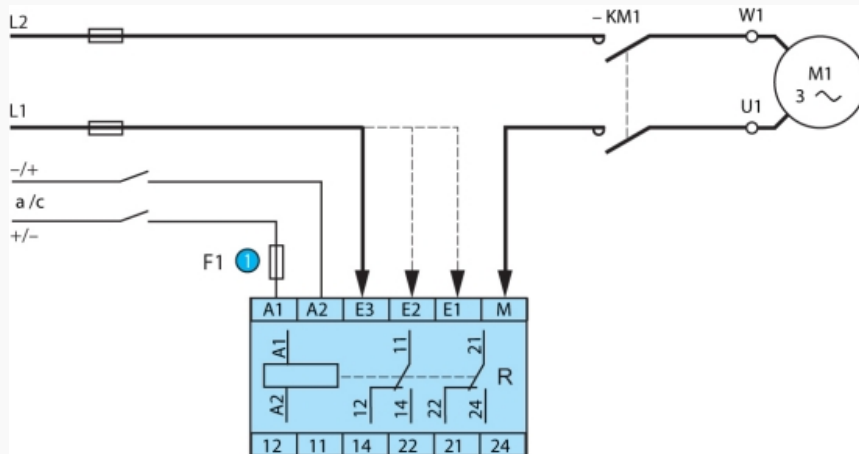 L2
– KM1
W1
M1
3 ~
L1
U1
–/+
a /c
+/–
F1 1
A1 A2 E3 E2 E1 M
A1
11
21
R
A2
12
14
22
24
12 11 14 22 21 24